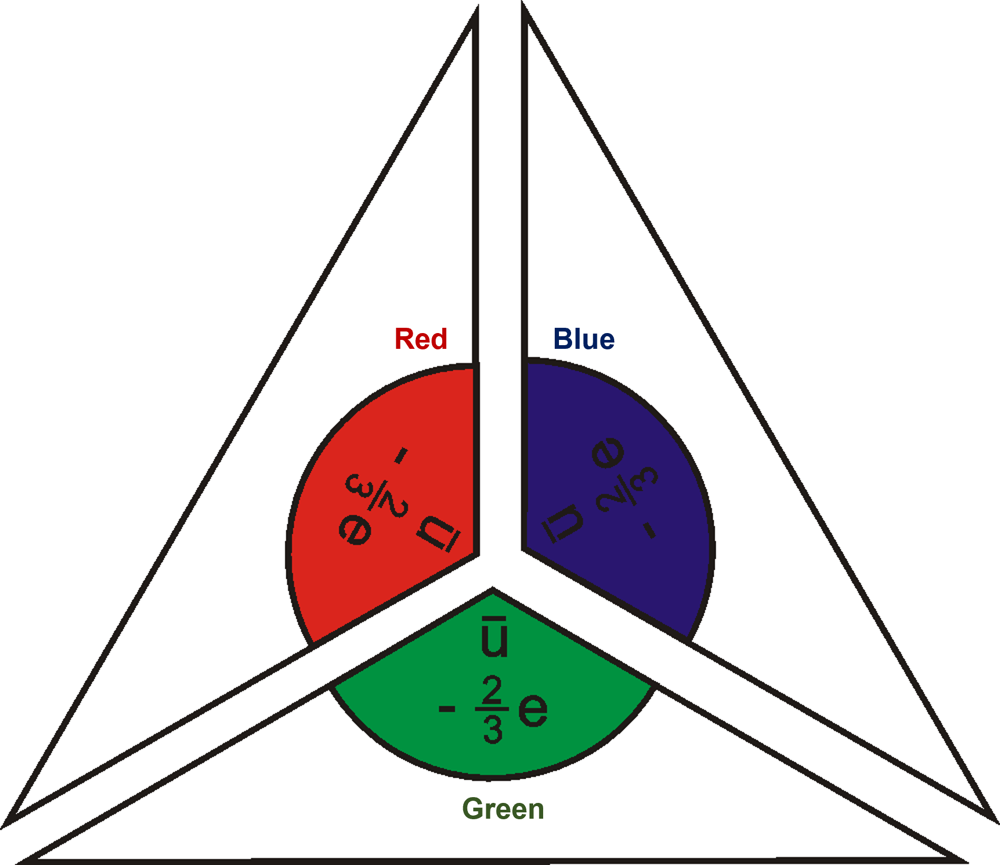 Red
Blue
- 2/3 e
ū
e 2/3 -
ū
ū
- 2/3 e
Green